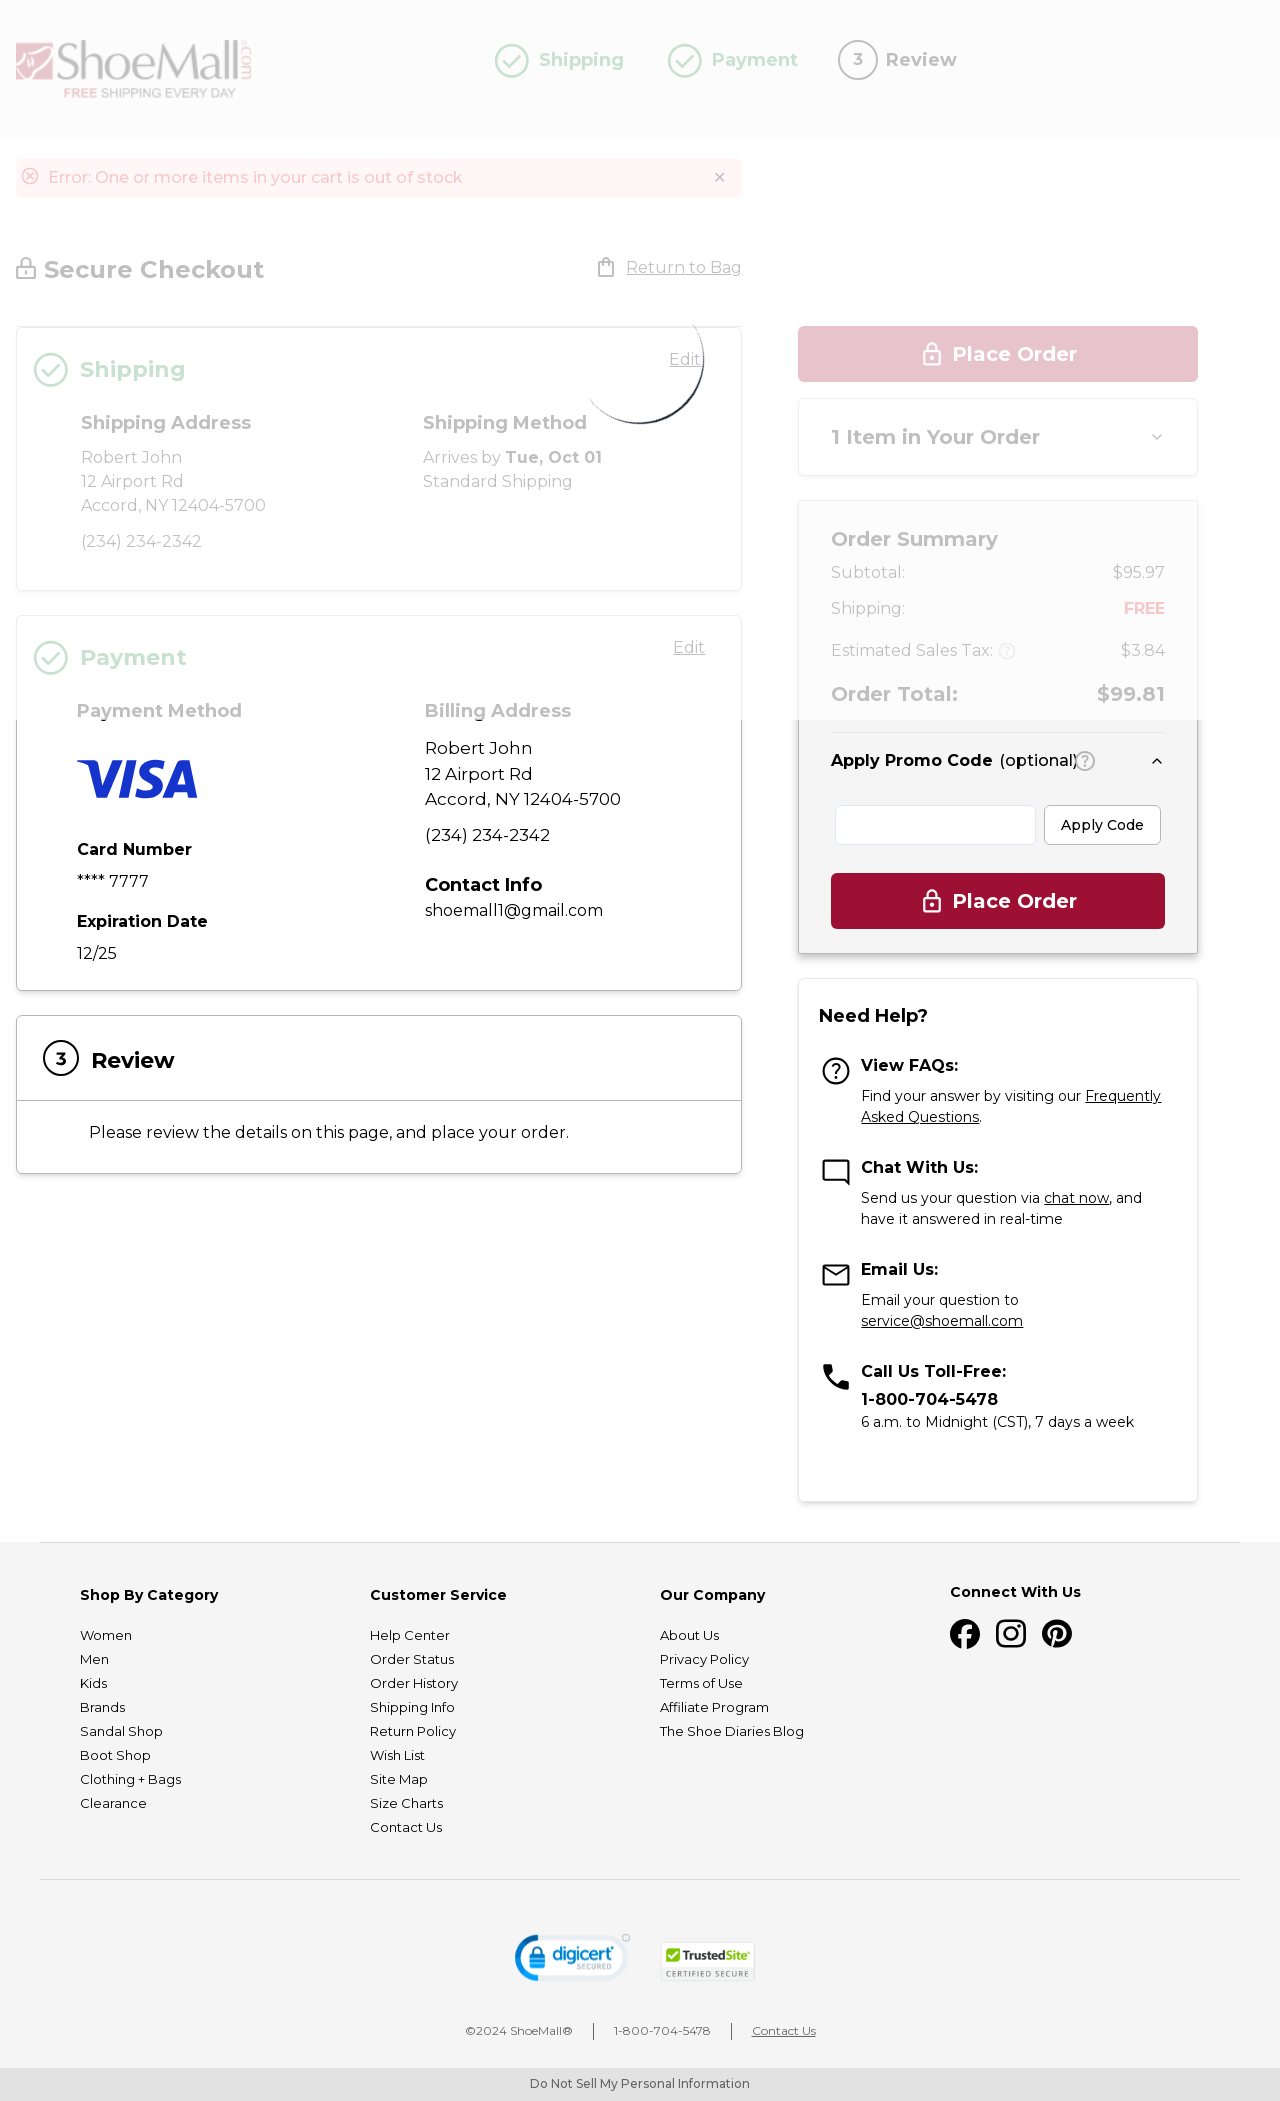 ShoeMall.com
FREE SHIPPING EVERY DAY
Shipping
Payment
3 Review
Error: One or more items in your cart is out of stock
Secure Checkout
Return to Bag
Shipping
Edit
Shipping Address
Robert John
12 Airport Rd
Accord, NY 12404-5700
(234) 234-2342
Shipping Method
Arrives by Tue, Oct 01
Standard Shipping
Payment
Edit
Payment Method
VISA
Card Number
**** 7777
Expiration Date
12/25
Billing Address
Robert John
12 Airport Rd
Accord, NY 12404-5700
(234) 234-2342
Contact Info
shoemall1@gmail.com
3 Review
Please review the details on this page, and place your order.
Place Order
1 Item in Your Order
Order Summary
Subtotal: $95.97
Shipping: FREE
Estimated Sales Tax: $3.84
Order Total: $99.81
Apply Promo Code (optional)
Apply Code
Place Order
Need Help?
View FAQs:
Find your answer by visiting our Frequently
Asked Questions.
Chat With Us:
Send us your question via chat now, and
have it answered in real-time
Email Us:
Email your question to
service@shoemall.com
Call Us Toll-Free:
1-800-704-5478
6 a.m. to Midnight (CST), 7 days a week
Shop By Category
Women
Men
Kids
Brands
Sandal Shop
Boot Shop
Clothing + Bags
Clearance
Customer Service
Help Center
Order Status
Order History
Shipping Info
Return Policy
Wish List
Site Map
Size Charts
Contact Us
Our Company
About Us
Privacy Policy
Terms of Use
Affiliate Program
The Shoe Diaries Blog
Connect With Us
digicert
SECURED
TrustedSite
CERTIFIED SECURE
©2024 ShoeMall®
1-800-704-5478
Contact Us
Do Not Sell My Personal Information